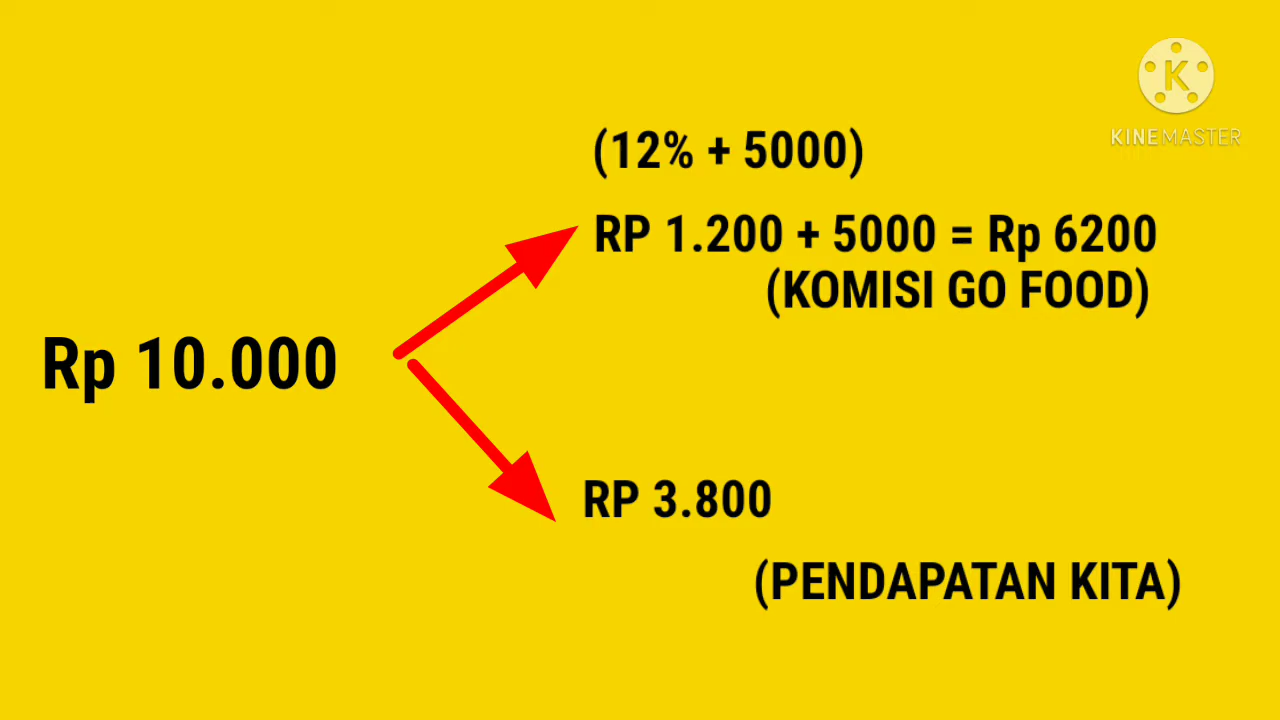 K
KINEMASTER
(12% + 5000)
RP 1.200 + 5000 = Rp 6200
(KOMISI GO FOOD)
Rp 10.000
RP 3.800
(PENDAPATAN KITA)